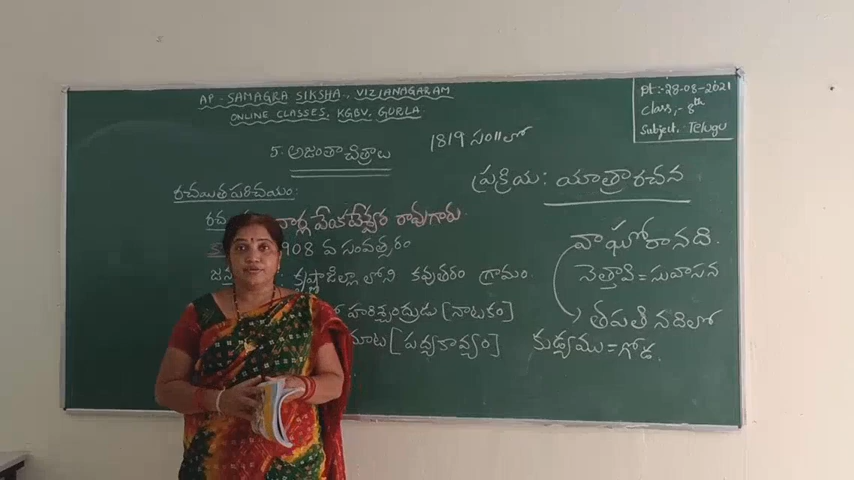 AP - SAMAGRA SIKSHA., VIZIANAGARAM
ONLINE CLASSES, KGBV, GURLA
Dt:-28-08-2021
Class,- 8th
Subject.- Telugu
5. అజంతా చిత్రాలు
1819 సం॥లో
ప్రక్రియ: యాత్రారచన
రచయిత పరిచయం:
వార్ల వేంకటేశ్వర రావుగారు
1908 వ సంవత్సరం
కృష్ణాజిల్లా లోని కవుతరం గ్రామం
హరిశ్చంద్రుడు [నాటకం]
మాట [పద్యకావ్యం]
వాఘోరానది.
నెత్తావి = సువాసన
తపతీ నదిలో
కుడ్యము = గోడ.